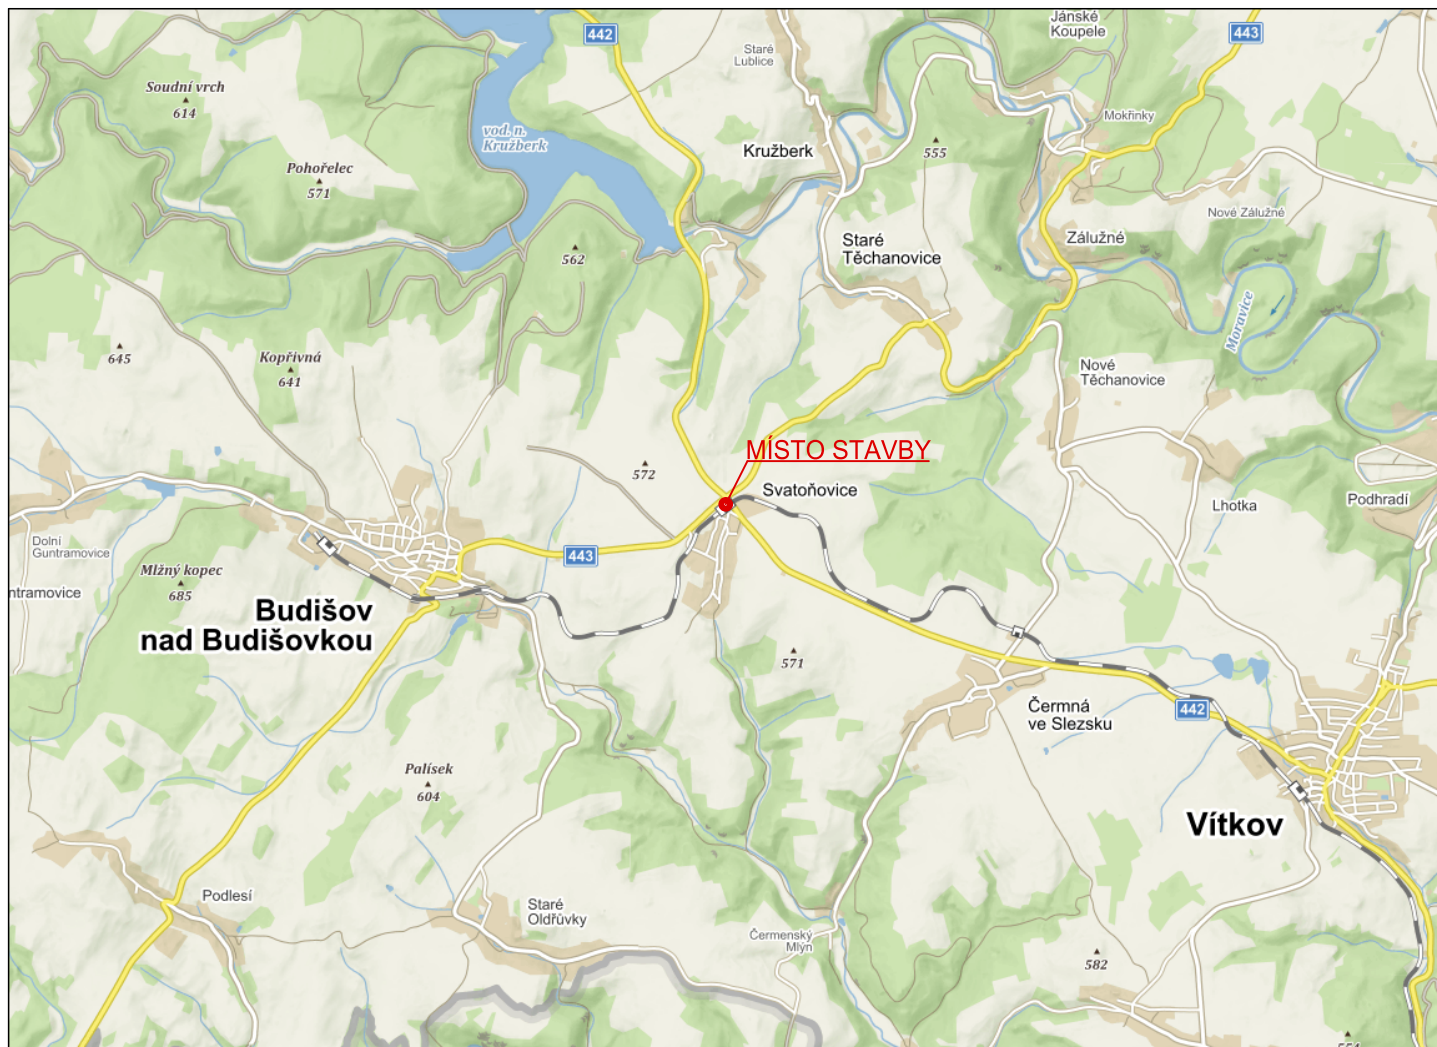 Jánské
Koupele
442
443
Staré
Lublice
Soudní vrch
614
Mokřinky
vod. n.
Kružberk
Kružberk
555
Pohořelec
571
Nové Zálužné
Staré
Těchanovice
Zálužné
562
Moravice
645
Kopřivná
641
Nové
Těchanovice
MÍSTO STAVBY
572
Svatoňovice
Lhotka
Podhradí
Dolní
Guntramovice
443
Mlžný kopec
685
ntramovice
Budišov
nad Budišovkou
571
Čermná
ve Slezsku
442
Palísek
604
Vítkov
Podlesí
Staré
Oldřůvky
Čermenský
Mlýn
582